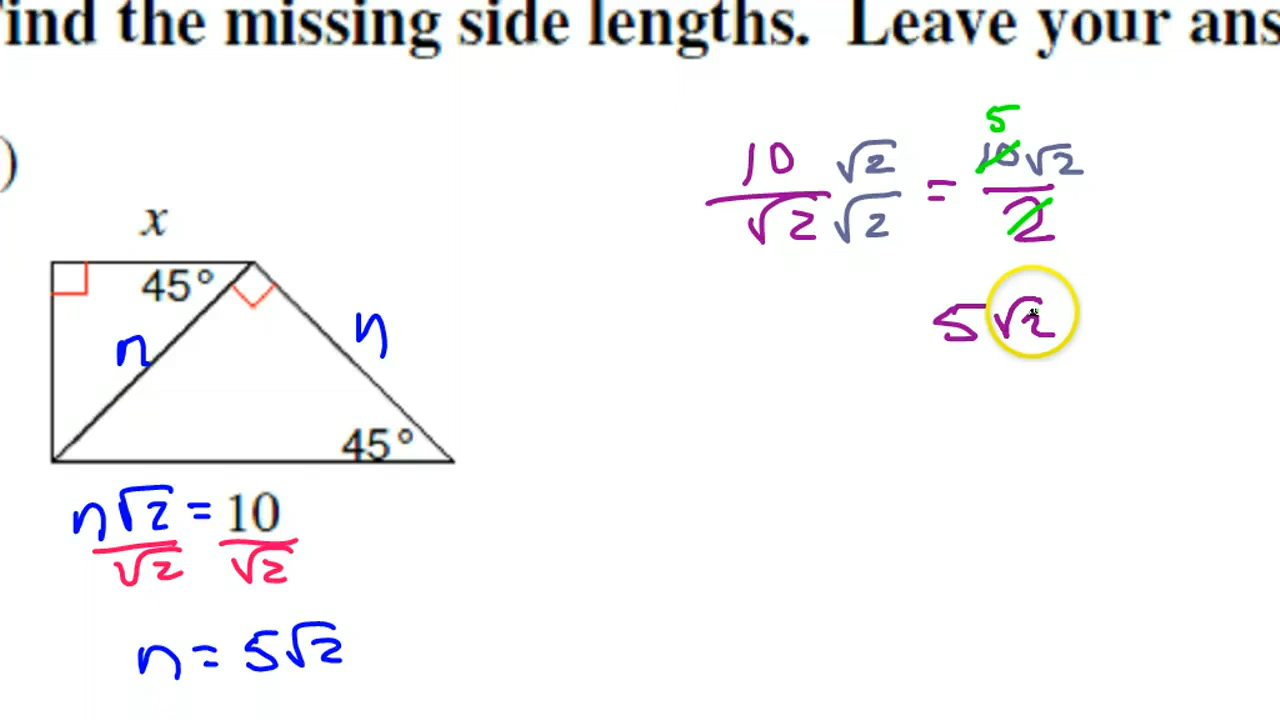 ind the missing side lengths. Leave your ans
)
x
45°
n
n
45°
n√2 = 10
√2 √2
n = 5√2
10 √2 = 10√2
√2 √2 2
5
5√2